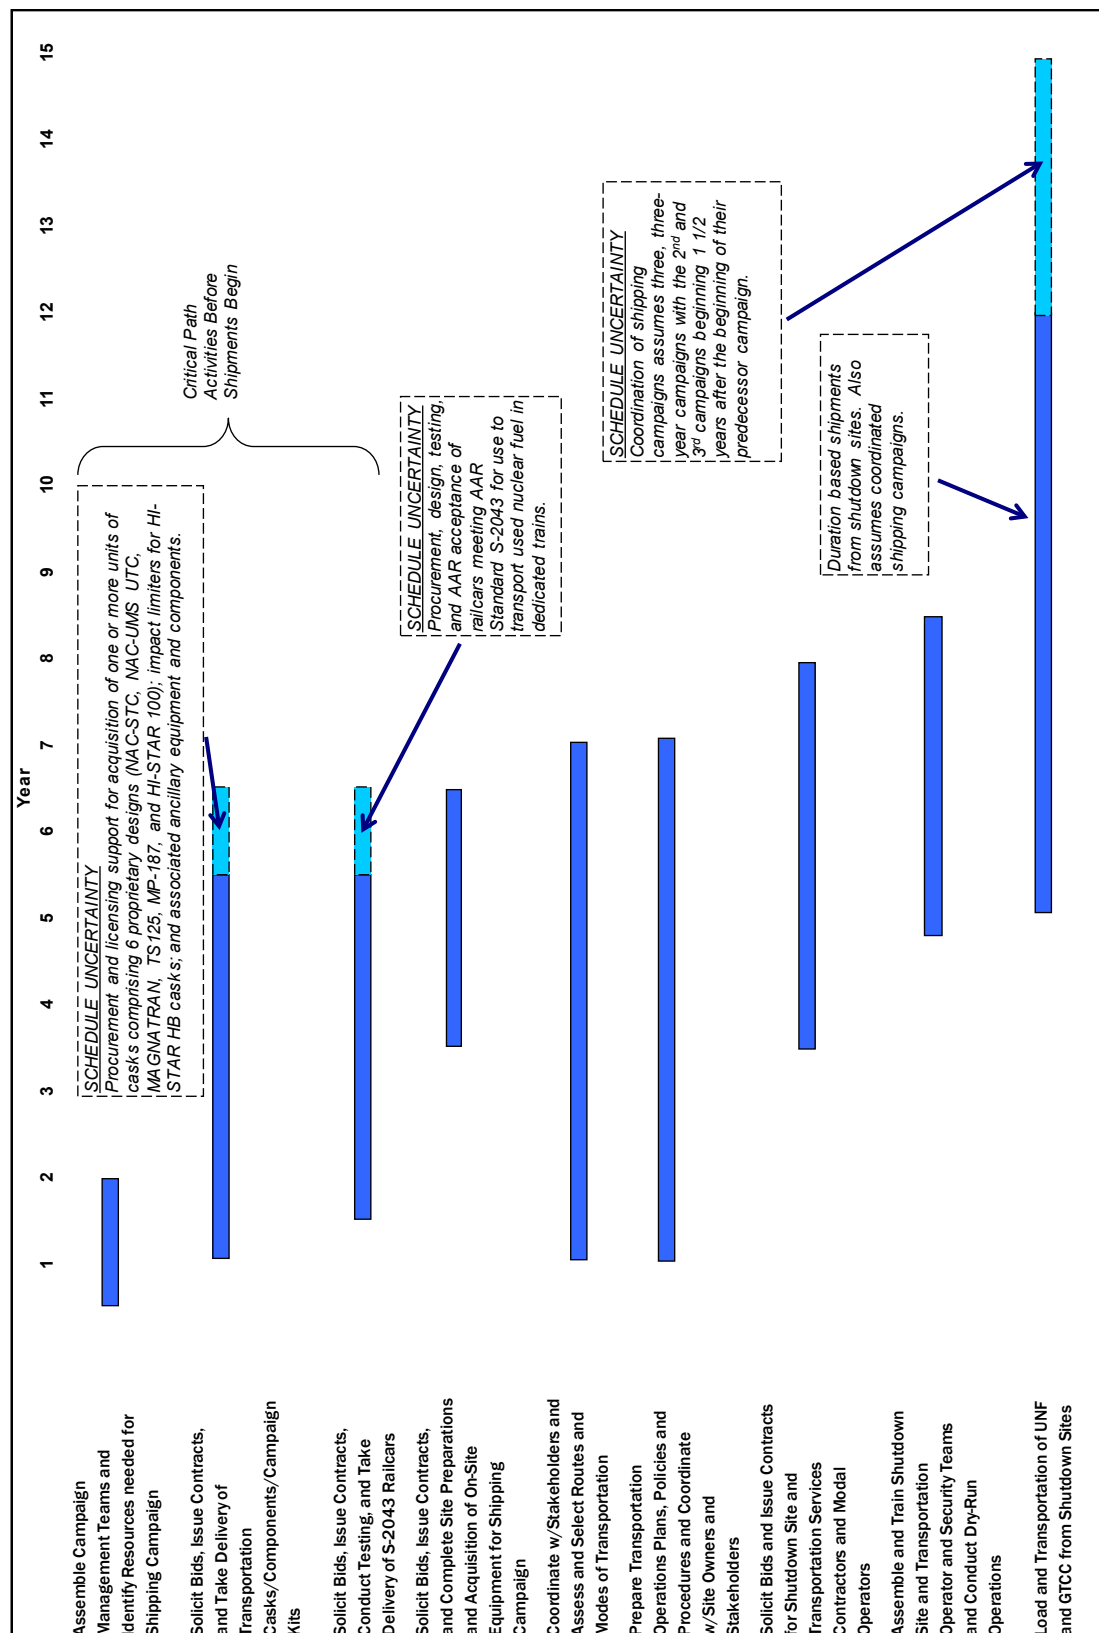 Year
1 2 3 4 5 6 7 8 9 10 11 12 13 14 15
Assemble Campaign
Management Teams and
Identify Resources needed for
Shipping Campaign
SCHEDULE UNCERTAINTY
Procurement and licensing support for acquisition of one or more units of
casks comprising 6 proprietary designs (NAC-STC, NAC-UMS UTC,
MAGNATRAN, TS125, MP-187, and HI-STAR 100); impact limiters for HI-
STAR HB casks; and associated ancillary equipment and components.
Critical Path
Activities Before
Shipments Begin
Solicit Bids, Issue Contracts,
and Take Delivery of
Transportation
Casks/Components/Campaign
Kits
Solicit Bids, Issue Contracts,
Conduct Testing, and Take
Delivery of S-2043 Railcars
SCHEDULE UNCERTAINTY
Procurement, design, testing,
and AAR acceptance of
railcars meeting AAR
Standard S-2043 for use to
transport used nuclear fuel in
dedicated trains.
Solicit Bids, Issue Contracts,
and Complete Site Preparations
and Acquisition of On-Site
Equipment for Shipping
Campaign
Coordinate w/Stakeholders and
Assess and Select Routes and
Modes of Transportation
Prepare Transportation
Operations Plans, Policies and
Procedures and Coordinate
w/Site Owners and
Stakeholders
SCHEDULE UNCERTAINTY
Coordination of shipping
campaigns assumes three, three-
year campaigns with the 2nd and
3rd campaigns beginning 1 1/2
years after the beginning of their
predecessor campaign.
Solicit Bids and Issue Contracts
for Shutdown Site and
Transportation Services
Contractors and Modal
Operators
Duration based shipments
from shutdown sites. Also
assumes coordinated
shipping campaigns.
Assemble and Train Shutdown
Site and Transportation
Operator and Security Teams
and Conduct Dry-Run
Operations
Load and Transportation of UNF
and GTCC from Shutdown Sites